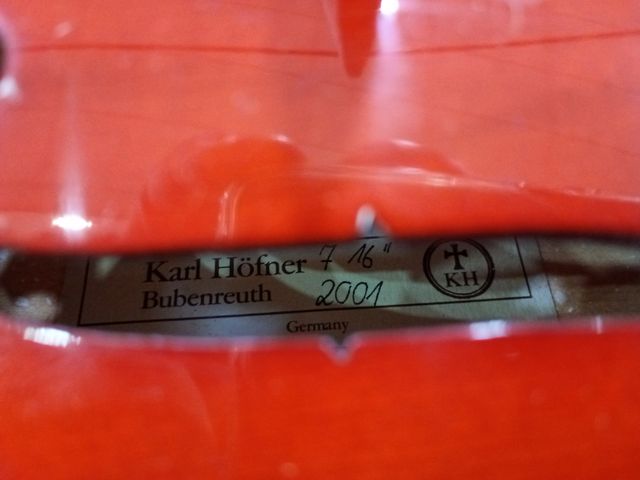 Karl Höfner 7 16"
Bubenreuth 2001
KH
Germany